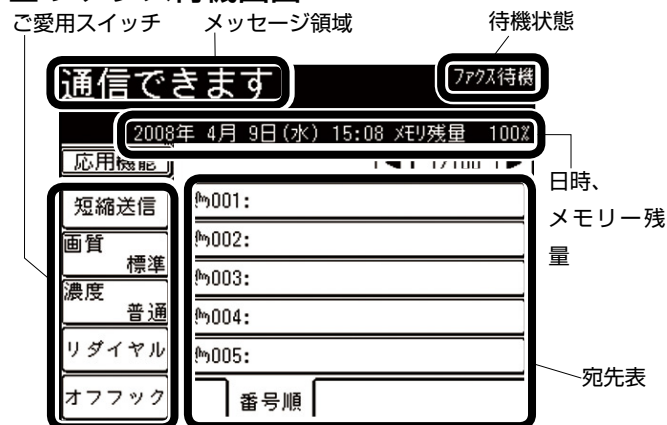 ご愛用スイッチ
メッセージ領域
待機状態
通信できます
ファクス待機
2008年 4月 9日(水) 15:08 メモリ残量 100%
応用機能
日時、
メモリー残
量
短縮送信
001:
画質
標準
002:
濃度
普通
003:
004:
リダイヤル
005:
オフフック
番号順
宛先表